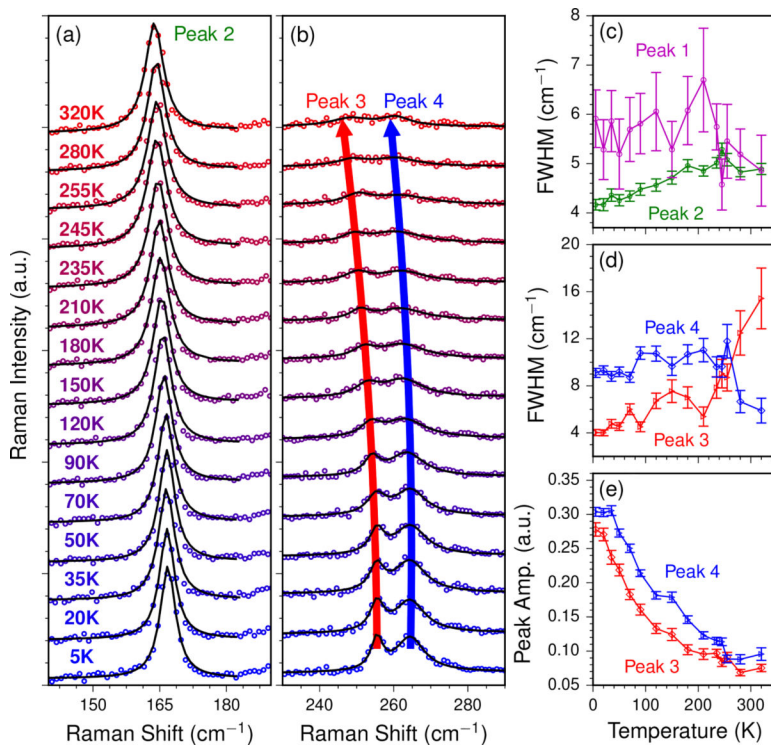 (a)
Peak 2
320K
280K
255K
245K
235K
210K
180K
150K
120K
90K
70K
50K
35K
20K
5K
Raman Intensity (a.u.)
150 165 180
Raman Shift (cm−1)
(b)
Peak 3 Peak 4
240 260 280
Raman Shift (cm−1)
(c)
Peak 1
Peak 2
FWHM (cm−1)
8
7
6
5
4
(d)
Peak 4
Peak 3
FWHM (cm−1)
20
16
12
8
4
(e)
Peak 4
Peak 3
Peak Amp. (a.u.)
0.35
0.30
0.25
0.20
0.15
0.10
0.05
0 100 200 300
Temperature (K)